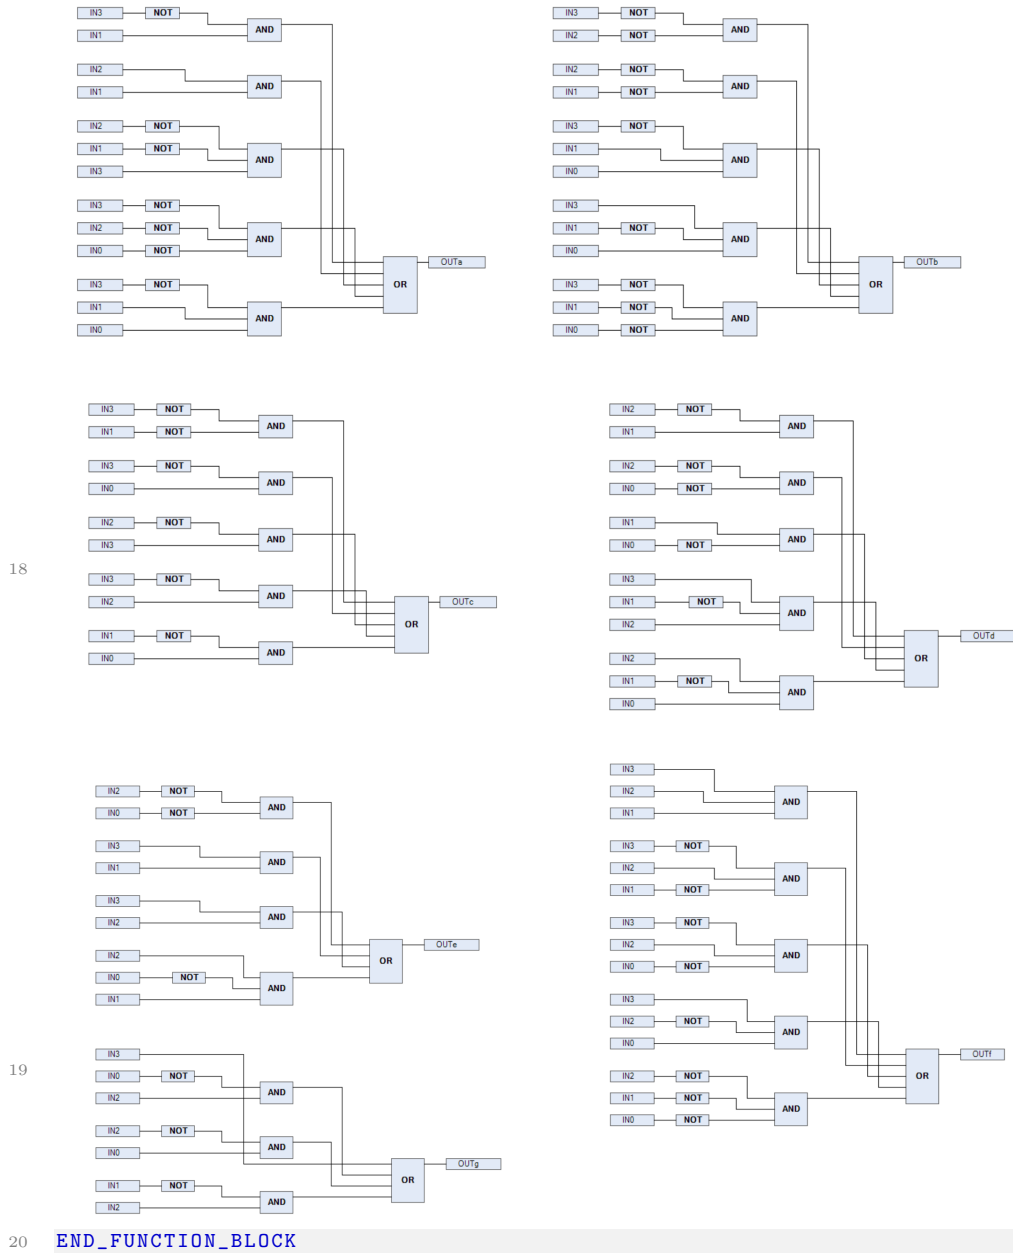 IN3 NOT AND
IN1
IN2 AND
IN1
IN2 NOT
IN1 NOT AND
IN3
IN3 NOT
IN2 NOT AND
IN0 NOT
IN3 NOT
IN1 AND
IN0
OR OUTa
IN3 NOT AND
IN2 NOT
IN2 NOT AND
IN1 NOT
IN3 NOT
IN1 AND
IN0
IN3
IN1 NOT AND
IN0
IN3 NOT
IN1 NOT AND
IN0 NOT
OR OUTb
18
IN3 NOT AND
IN1 NOT
IN3 NOT AND
IN0
IN2 NOT AND
IN3
IN3 NOT AND
IN2
IN1 NOT AND
IN0
OR OUTc
IN2 NOT AND
IN1
IN2 NOT AND
IN0 NOT
IN1 AND
IN0 NOT
IN3
IN1 NOT AND
IN2
IN2
IN1 NOT AND
IN0
OR OUTd
19
IN2 NOT AND
IN0 NOT
IN3 AND
IN1
IN3 AND
IN2
IN2
IN0 NOT AND
IN1
OR OUTe
IN3
IN2 AND
IN1
IN3 NOT
IN2 AND
IN1 NOT
IN3 NOT
IN2 AND
IN0 NOT
IN3
IN2 NOT AND
IN0
IN2 NOT
IN1 NOT AND
IN0 NOT
OR OUTf
IN3
IN0 NOT AND
IN2
IN2 NOT AND
IN0
IN1 NOT AND
IN2
OR OUTg
20 END_FUNCTION_BLOCK